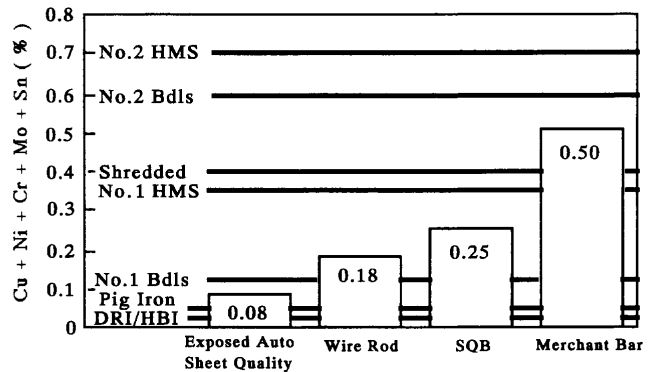 Cu + Ni + Cr + Mo + Sn ( % )
0.8
0.7
0.6
0.5
0.4
0.3
0.2
0.1
0
No.2 HMS
No.2 Bdls
Shredded
No.1 HMS
No.1 Bdls
Pig Iron
DRI/HBI
0.08
0.18
0.25
0.50
Exposed Auto
Sheet Quality
Wire Rod
SQB
Merchant Bar